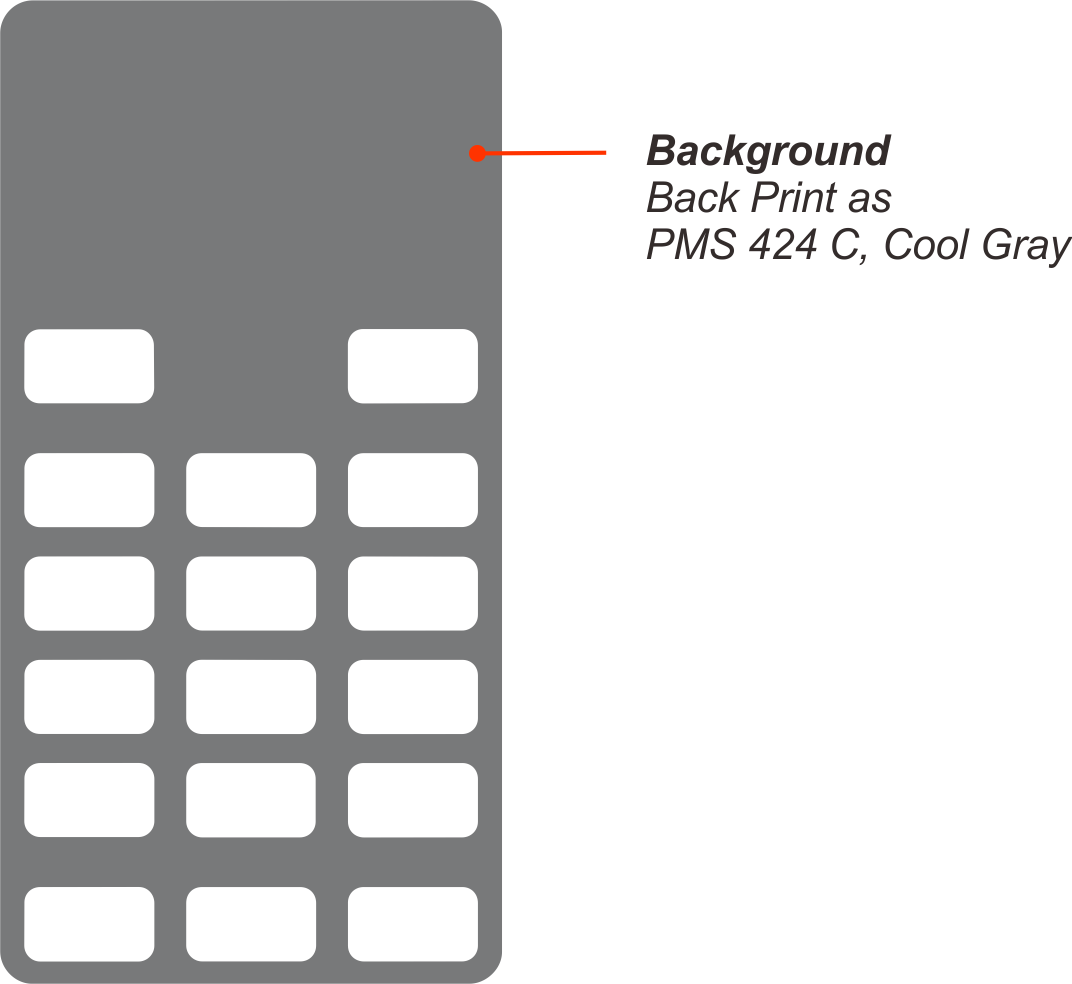 Background
Back Print as
PMS 424 C, Cool Gray